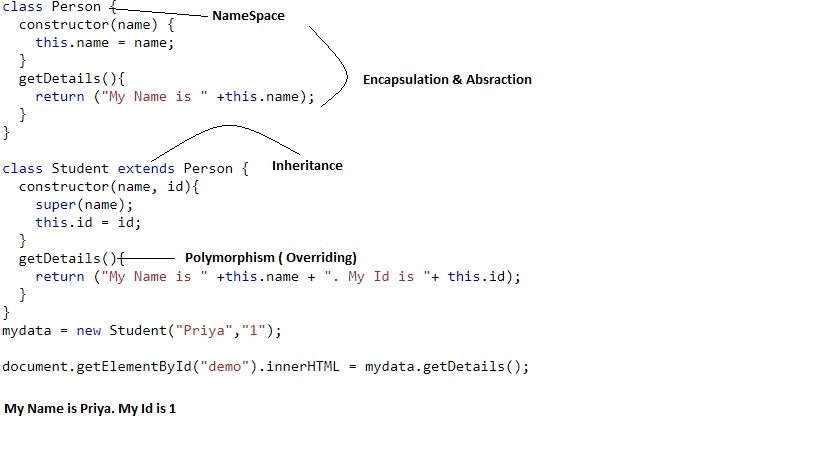 class Person {
NameSpace
constructor(name) {
this.name = name;
}
getDetails(){
Encapsulation & Absraction
return ("My Name is " +this.name);
}
}
class Student extends Person {
Inheritance
constructor(name, id){
super(name);
this.id = id;
}
getDetails(){
Polymorphism ( Overriding)
return ("My Name is " +this.name + ". My Id is "+ this.id);
}
}
mydata = new Student("Priya","1");
document.getElementById("demo").innerHTML = mydata.getDetails();
My Name is Priya. My Id is 1